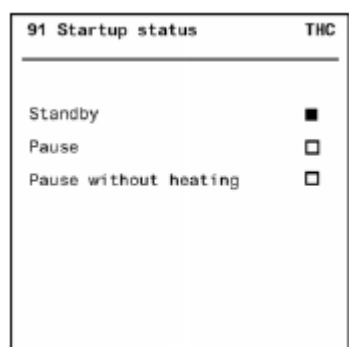 91 Startup status THC
Standby ■
Pause □
Pause without heating □